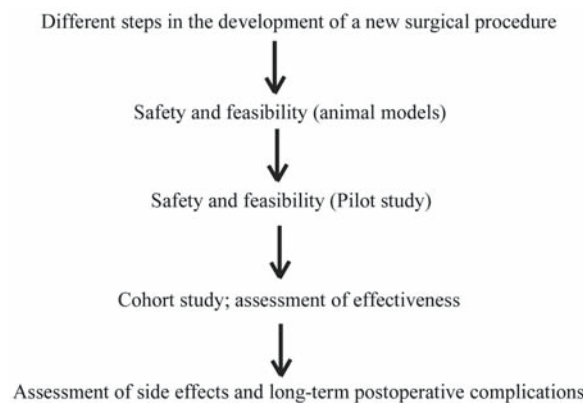 Different steps in the development of a new surgical procedure
Safety and feasibility (animal models)
Safety and feasibility (Pilot study)
Cohort study; assessment of effectiveness
Assessment of side effects and long-term postoperative complications